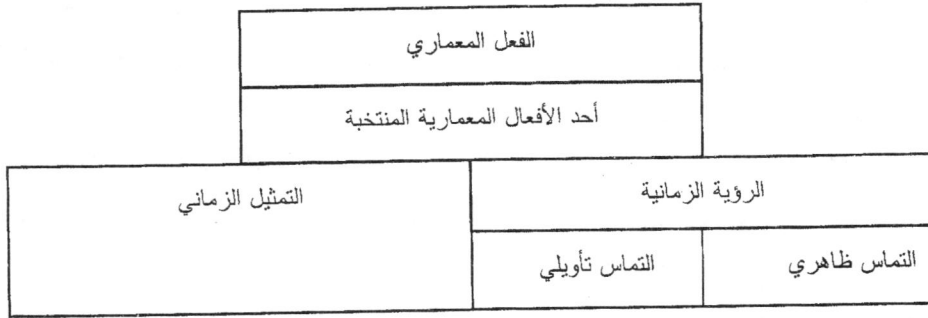 الفعل المعماري
أحد الأفعال المعمارية المنتخبة
الرؤية الزمانية
التمثيل الزماني
التماس ظاهري
التماس تأويلي